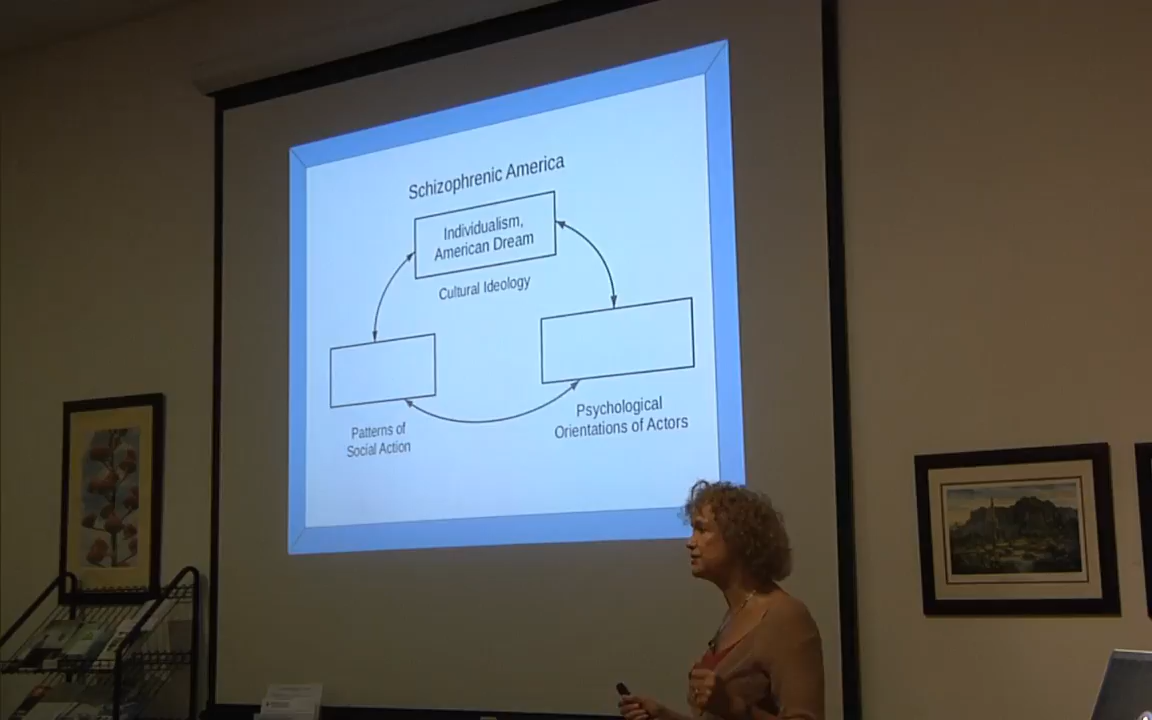 Schizophrenic America
Individualism,
American Dream
Cultural Ideology
Patterns of
Social Action
Psychological
Orientations of Actors